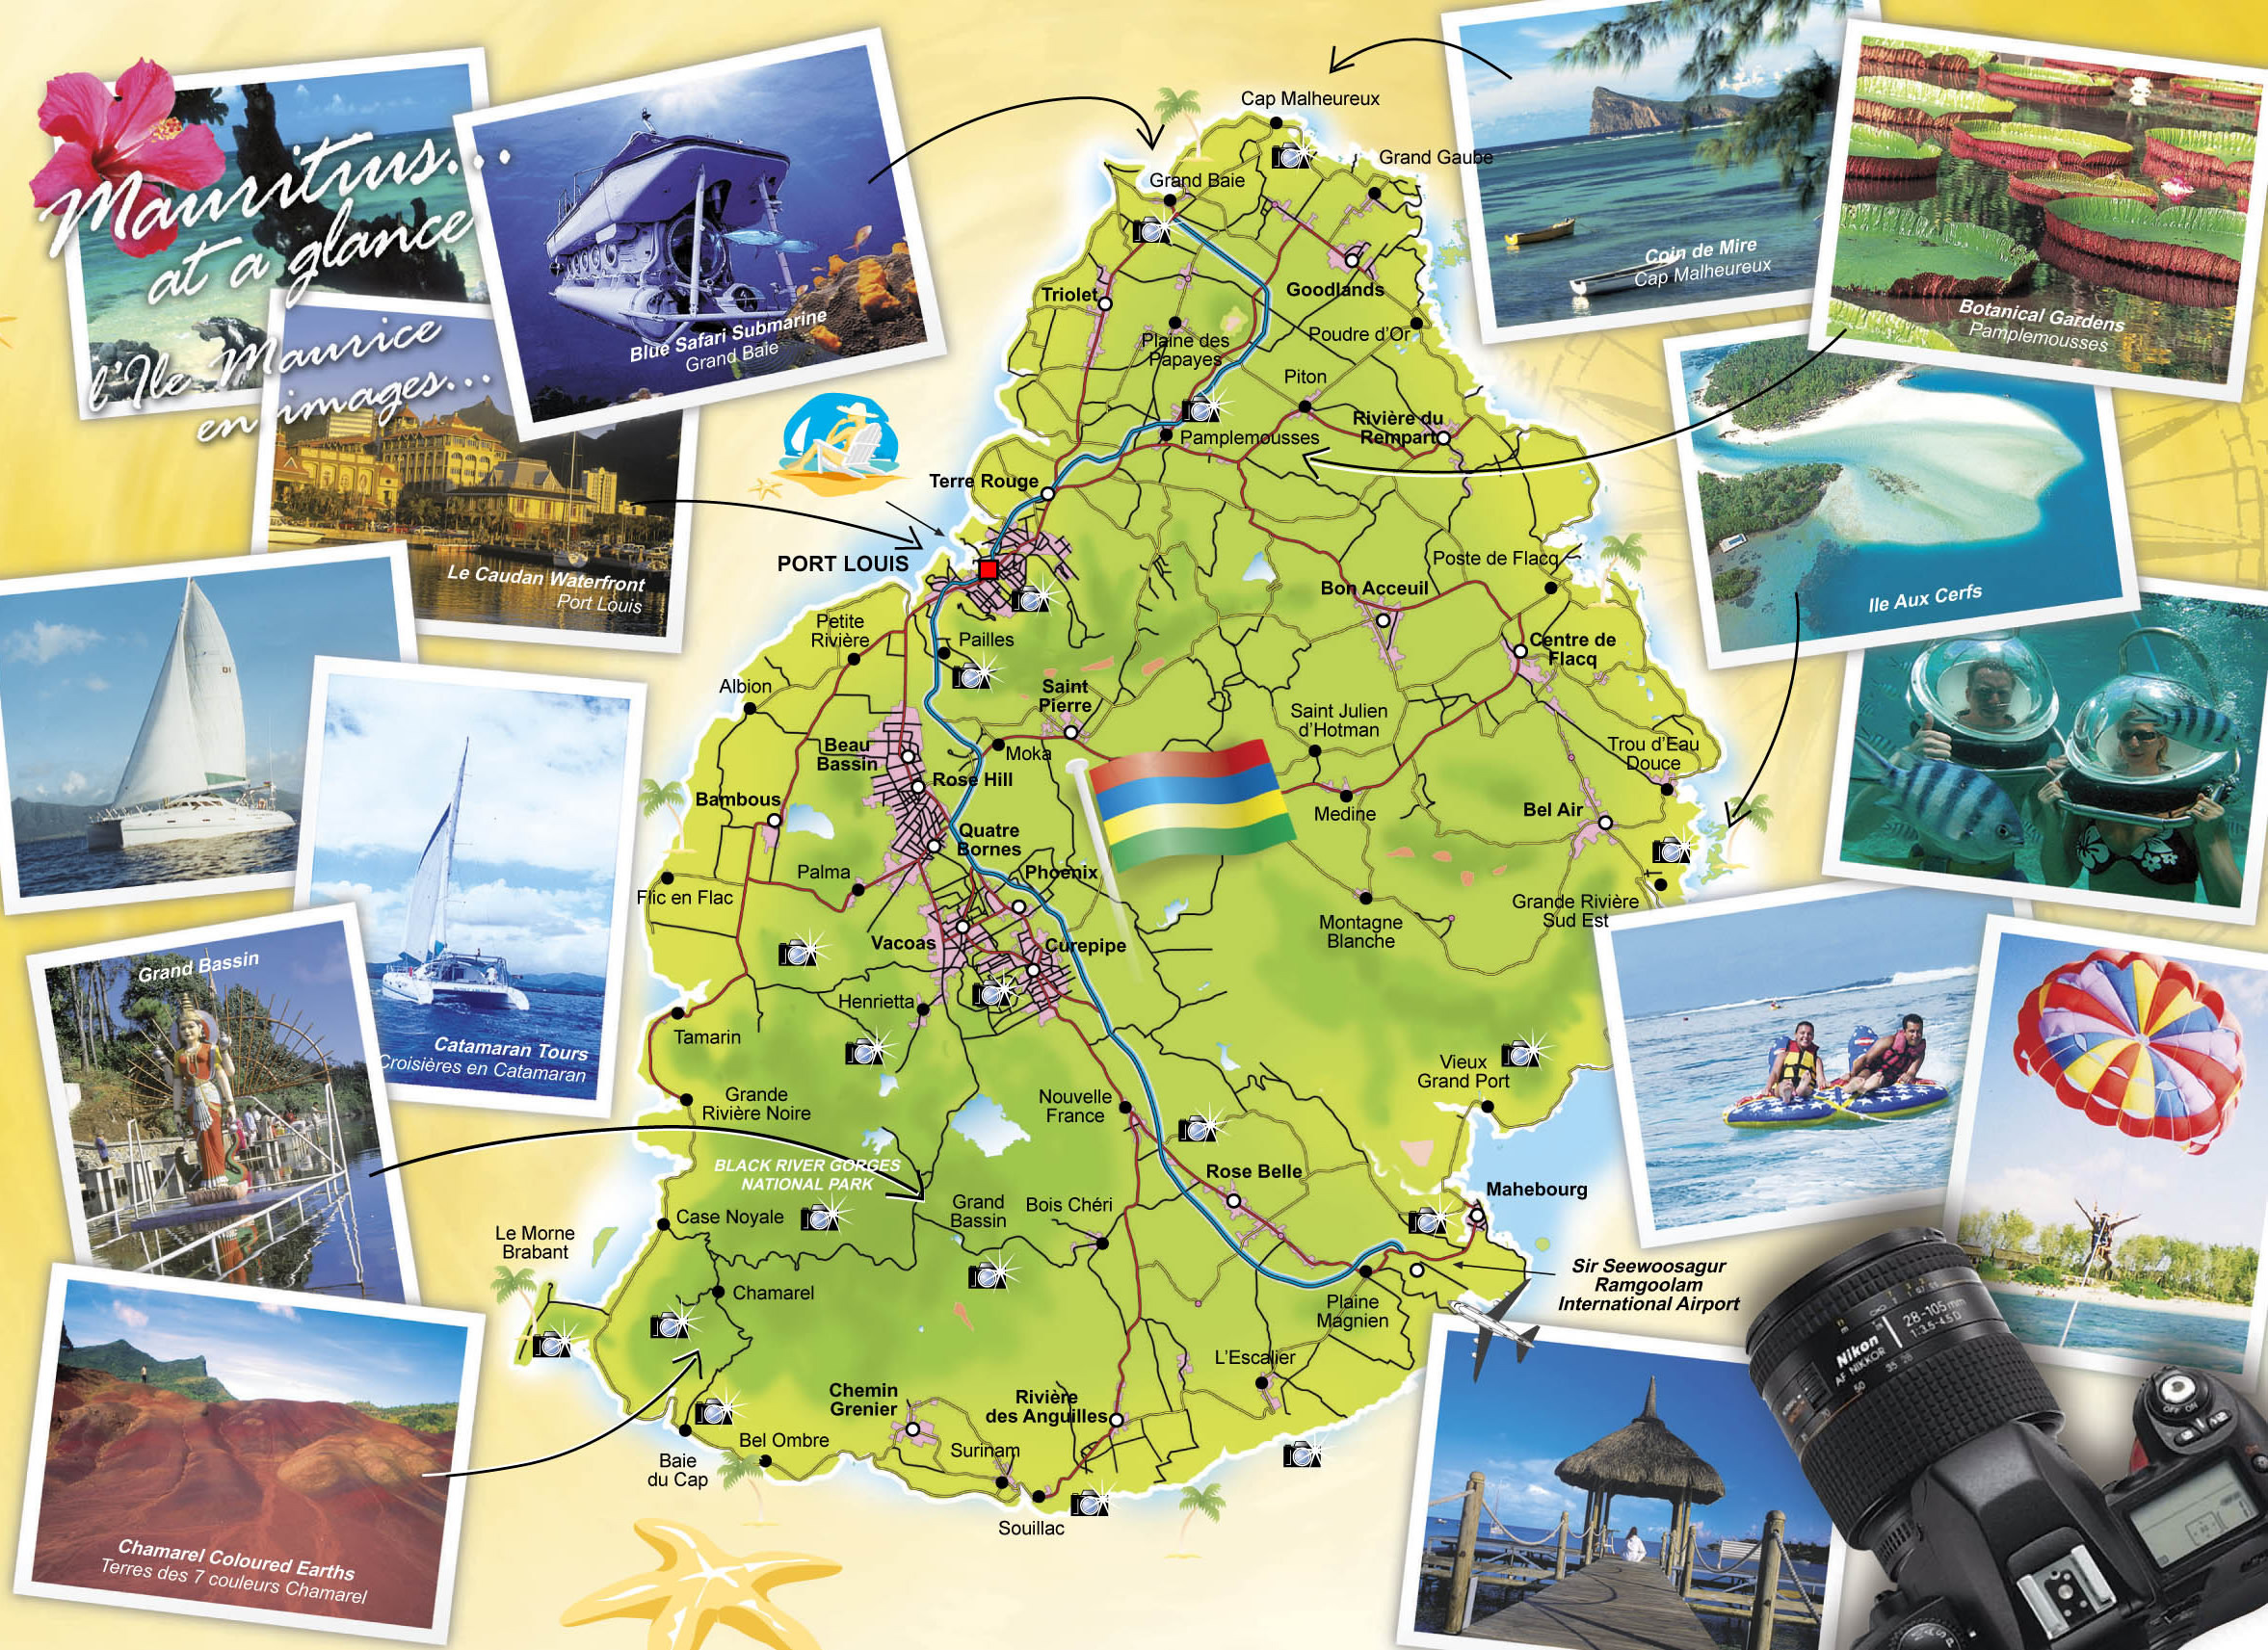 Mauritius...
at a glance
l'Ile Maurice
en images...
Blue Safari Submarine
Grand Baie
Le Caudan Waterfront
Port Louis
Coin de Mire
Cap Malheureux
Botanical Gardens
Pamplemousses
Ile Aux Cerfs
Catamaran Tours
Croisières en Catamaran
Grand Bassin
Chamarel Coloured Earths
Terres des 7 couleurs Chamarel
Cap Malheureux
Grand Gaube
Grand Baie
Triolet
Goodlands
Plaine des
Papayes
Poudre d'Or
Piton
Rivière du
Rempart
Pamplemousses
Terre Rouge
PORT LOUIS
Poste de Flacq
Bon Acceuil
Petite
Rivière
Pailles
Centre de
Flacq
Albion
Saint
Pierre
Saint Julien
d'Hotman
Beau
Bassin
Moka
Trou d'Eau
Douce
Rose Hill
Bambous
Medine
Bel Air
Quatre
Bornes
Palma
Phoenix
Flic en Flac
Grande Rivière
Sud Est
Montagne
Blanche
Vacoas
Curepipe
Henrietta
Tamarin
Vieux
Grand Port
Grande
Rivière Noire
Nouvelle
France
BLACK RIVER GORGES
NATIONAL PARK
Rose Belle
Mahebourg
Case Noyale
Grand
Bassin
Bois Chéri
Le Morne
Brabant
Sir Seewoosagur
Ramgoolam
International Airport
Chamarel
Plaine
Magnien
L'Escalier
Chemin
Grenier
Rivière
des Anguilles
Bel Ombre
Surinam
Baie
du Cap
Souillac
Nikon
AF NIKKOR
28-105mm
1:3.5-4.5 D
50
35
28
OFF ON